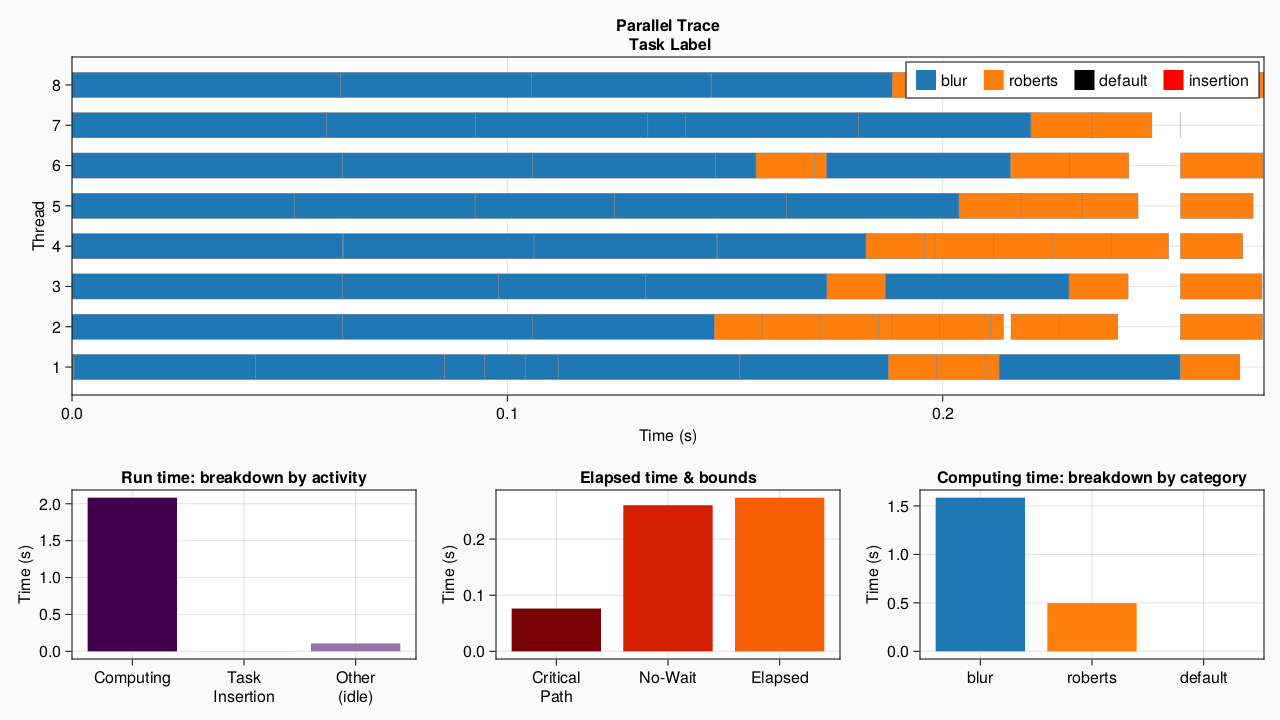 Parallel Trace
Task Label
blur roberts default insertion
Thread
8
7
6
5
4
3
2
1
0.0 0.1 0.2
Time (s)
Run time: breakdown by activity
Time (s)
2.0
1.5
1.0
0.5
0.0
Computing Task Insertion Other (idle)
Elapsed time & bounds
Time (s)
0.2
0.1
0.0
Critical Path No-Wait Elapsed
Computing time: breakdown by category
Time (s)
1.5
1.0
0.5
0.0
blur roberts default